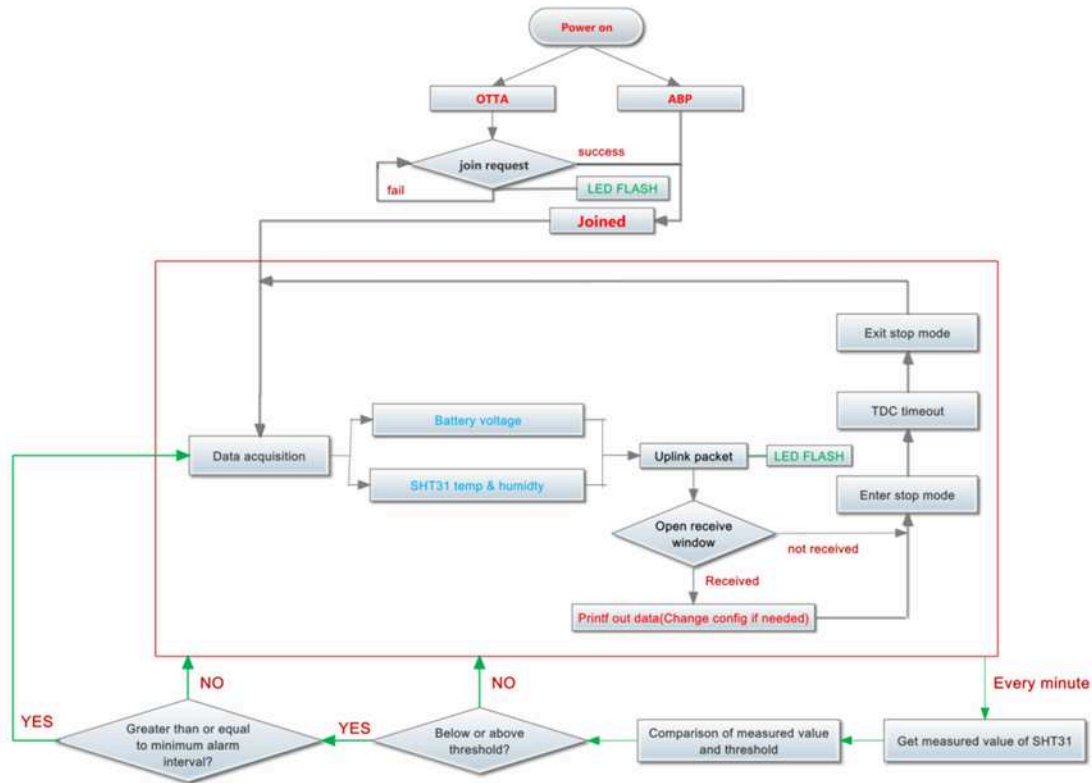 Power on
OTTA
ABP
join request
success
fail
LED FLASH
Joined
Exit stop mode
TDC timeout
Battery voltage
Data acquisition
Uplink packet
LED FLASH
SHT31 temp & humidty
Enter stop mode
Open receive
window
not received
Received
Printf out data(Change config if needed)
NO
NO
Every minute
YES
Greater than or equal
to minimum alarm
interval?
YES
Below or above
threshold?
Comparison of measured value
and threshold
Get measured value of SHT31